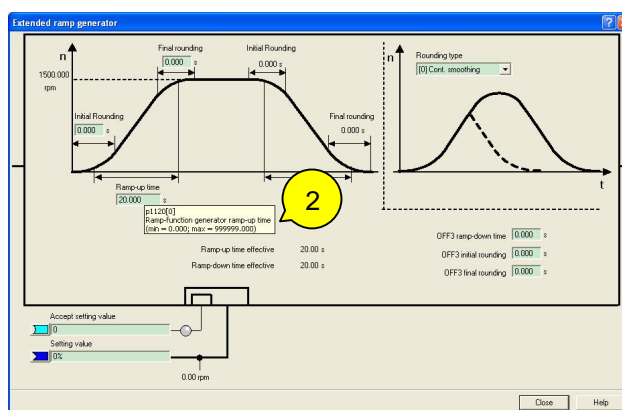 Extended ramp generator
n
1500.000
rpm
Final rounding
0.000 s
Initial Rounding
0.000 s
Initial Rounding
0.000 s
Final rounding
0.000 s
Ramp-up time
20.000 s
p1120[0]
Ramp-function generator ramp-up time
(min = 0.000; max = 999999.000)
2
Ramp-up time effective 20.00 s
Ramp-down time effective 20.00 s
n
Rounding type
[0] Cont. smoothing
t
OFF3 ramp-down time 0.000 s
OFF3 initial rounding 0.000 s
OFF3 final rounding 0.000 s
Accept setting value
0
Setting value
0%
0.00 rpm
Close
Help